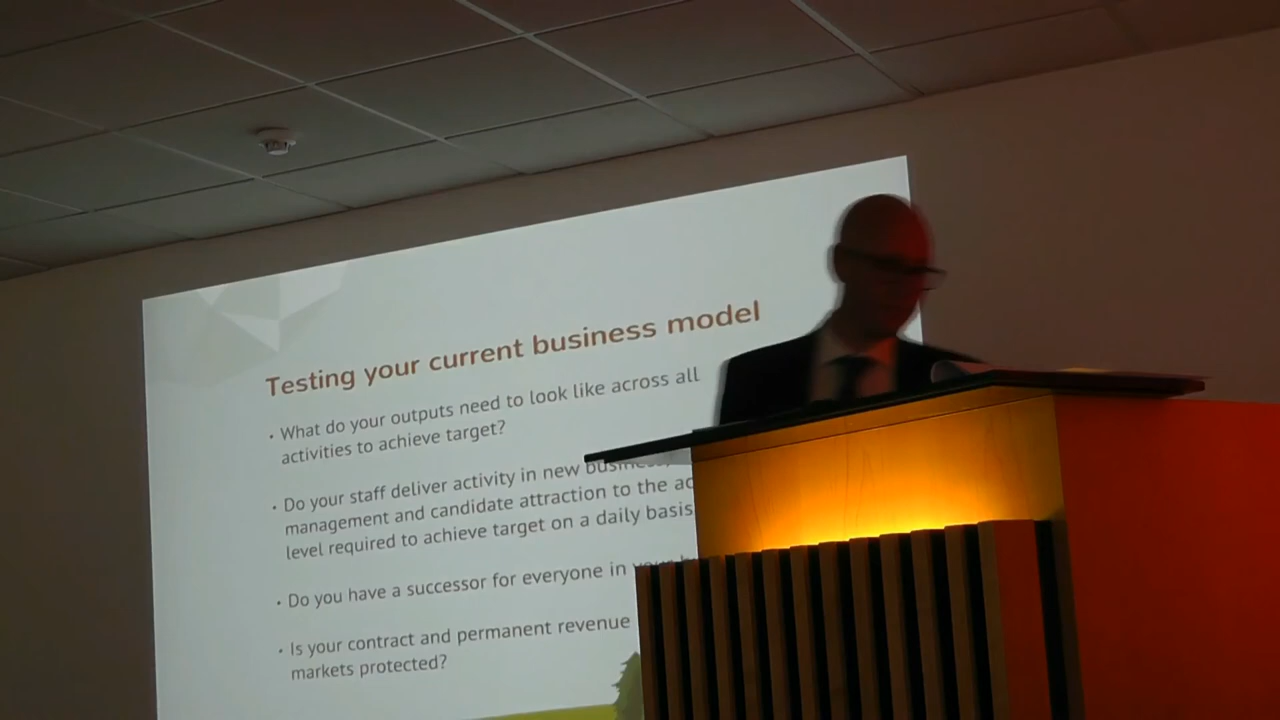 Testing your current business model
• What do your outputs need to look like across all
activities to achieve target?
• Do your staff deliver activity in new business,
management and candidate attraction to the
level required to achieve target on a daily basis
• Do you have a successor for everyone in your
• Is your contract and permanent revenue
markets protected?